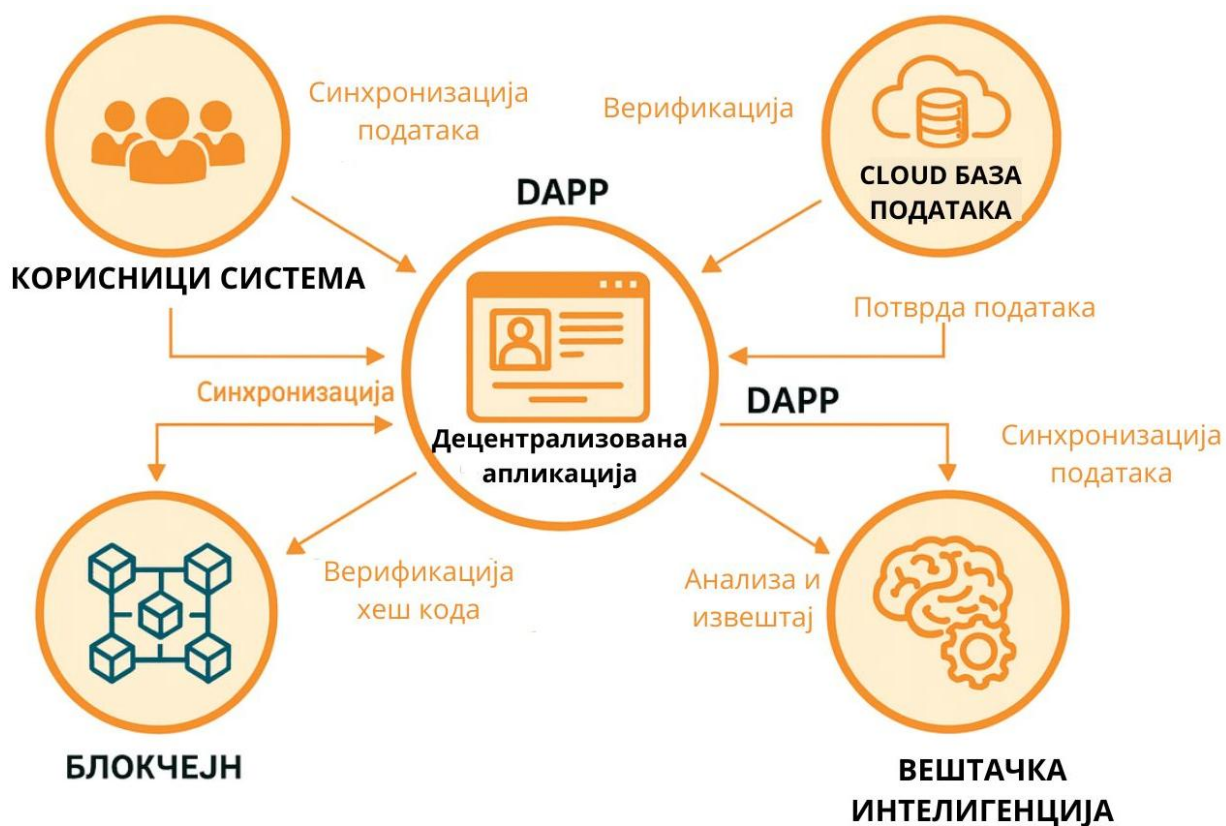 Синхронизација
података
Верификација
CLOUD БАЗА
ПОДАТАКА
DAPP
КОРИСНИЦИ СИСТЕМА
Потврда података
Синхронизација
DAPP
Децентрализована
апликација
Синхронизација
података
Верификација
хеш кода
Анализа и
извештај
БЛОКЧЕЈН
ВЕШТАЧКА
ИНТЕЛИГЕНЦИЈА